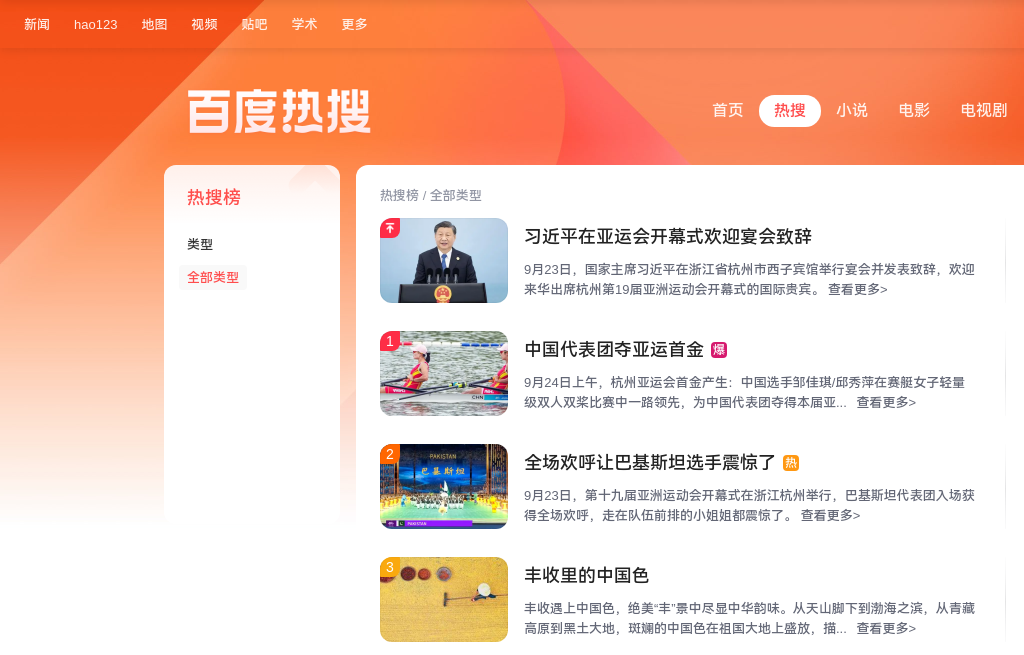 新闻 hao123 地图 视频 贴吧 学术 更多
百度热搜
首页 热搜 小说 电影 电视剧
热搜榜
类型
全部类型
热搜榜 / 全部类型
习近平在亚运会开幕式欢迎宴会致辞
9月23日，国家主席习近平在浙江省杭州市西子宾馆举行宴会并发表致辞，欢迎
来华出席杭州第19届亚洲运动会开幕式的国际贵宾。 查看更多>
1
CHN
中国代表团夺亚运首金 爆
9月24日上午，杭州亚运会首金产生：中国选手邹佳琪/邱秀萍在赛艇女子轻量
级双人双桨比赛中一路领先，为中国代表团夺得本届亚... 查看更多>
2
PAKISTAN
巴基斯坦
PAKISTAN
全场欢呼让巴基斯坦选手震惊了 热
9月23日，第十九届亚洲运动会开幕式在浙江杭州举行，巴基斯坦代表团入场获
得全场欢呼，走在队伍前排的小姐姐都震惊了。 查看更多>
3
丰收里的中国色
丰收遇上中国色，绝美“丰”景中尽显中华韵味。从天山脚下到渤海之滨，从青藏
高原到黑土大地，斑斓的中国色在祖国大地上盛放，描... 查看更多>